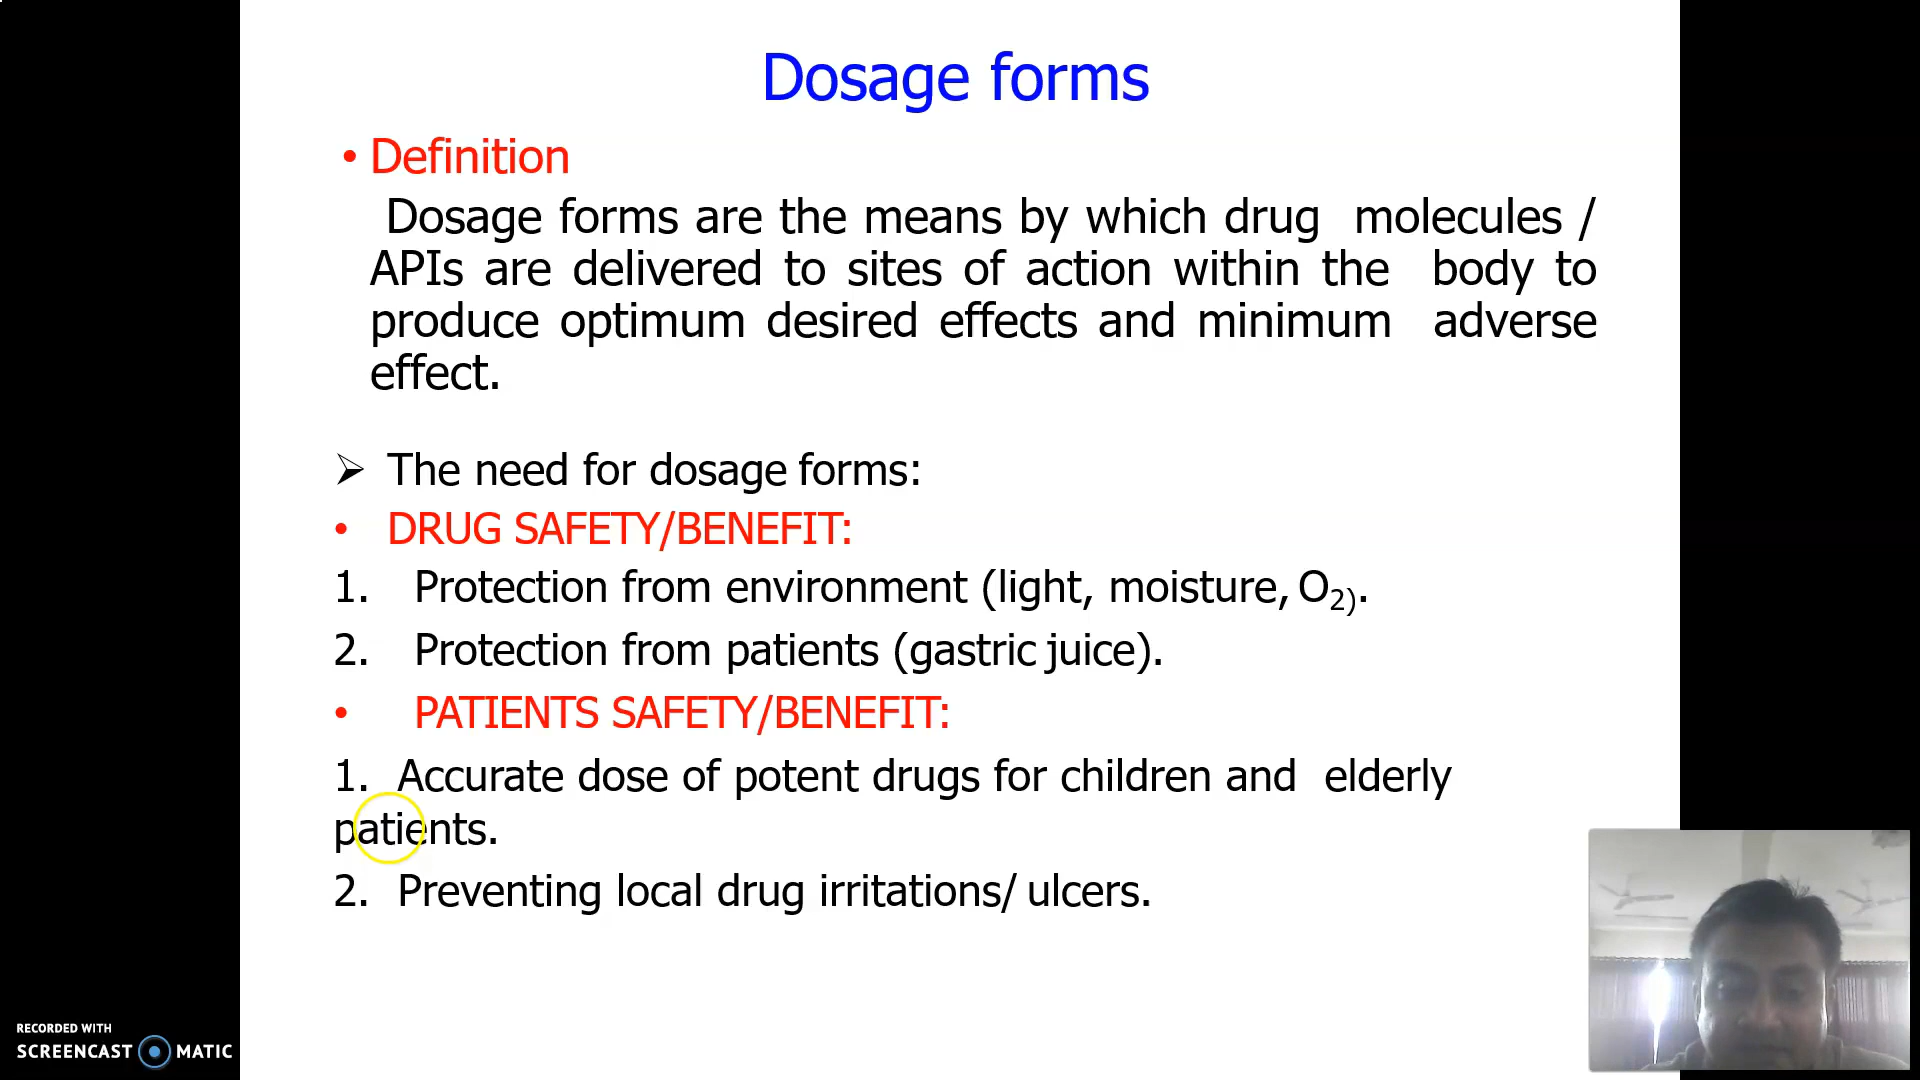 Dosage forms
• Definition
Dosage forms are the means by which drug molecules /
APIs are delivered to sites of action within the body to
produce optimum desired effects and minimum adverse
effect.
➢ The need for dosage forms:
• DRUG SAFETY/BENEFIT:
1. Protection from environment (light, moisture, O₂₎.
2. Protection from patients (gastric juice).
• PATIENTS SAFETY/BENEFIT:
1. Accurate dose of potent drugs for children and elderly
patients.
2. Preventing local drug irritations/ ulcers.
RECORDED WITH
SCREENCAST MATIC